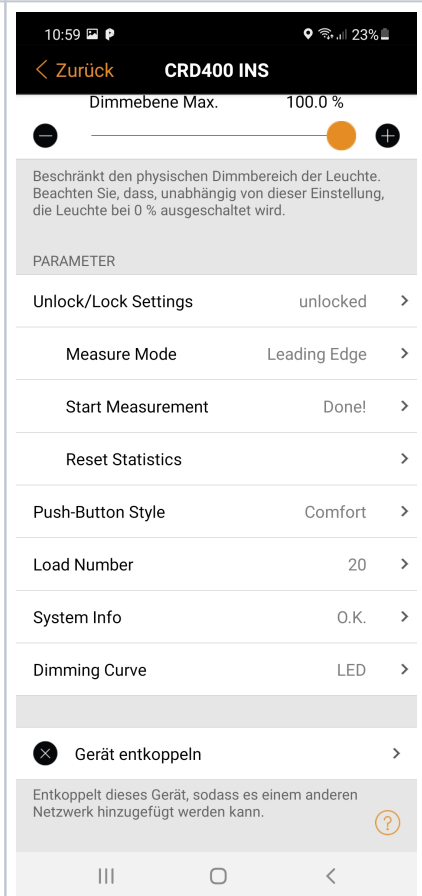 10:59 23%
Zurück CRD400 INS
Dimmebene Max. 100.0 %
Beschränkt den physischen Dimmbereich der Leuchte.
Beachten Sie, dass, unabhängig von dieser Einstellung,
die Leuchte bei 0 % ausgeschaltet wird.
PARAMETER
Unlock/Lock Settings unlocked
Measure Mode Leading Edge
Start Measurement Done!
Reset Statistics
Push-Button Style Comfort
Load Number 20
System Info O.K.
Dimming Curve LED
Gerät entkoppeln
Entkoppelt dieses Gerät, sodass es einem anderen
Netzwerk hinzugefügt werden kann.
?